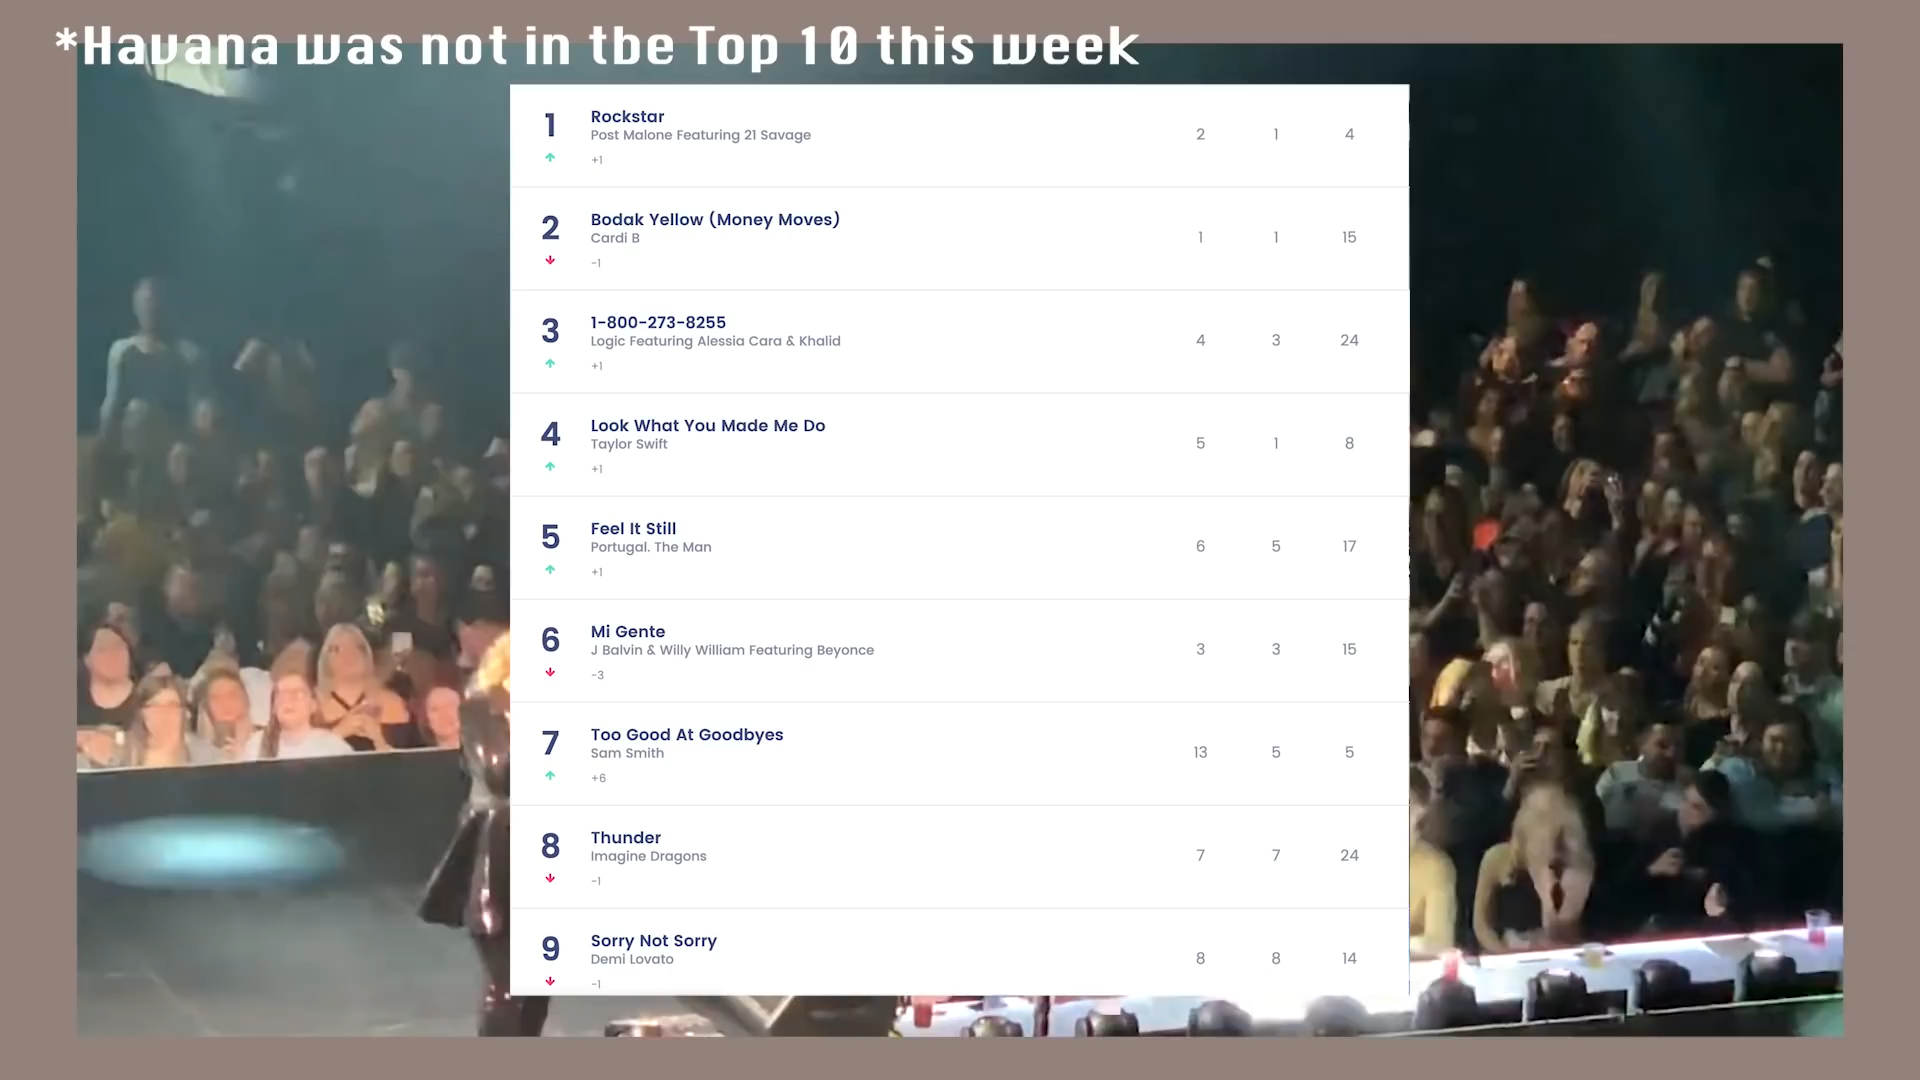 *Havana was not in tbe Top 10 this week
1
Rockstar
Post Malone Featuring 21 Savage
+1
2 1 4
2
Bodak Yellow (Money Moves)
Cardi B
-1
1 1 15
3
1-800-273-8255
Logic Featuring Alessia Cara & Khalid
+1
4 3 24
4
Look What You Made Me Do
Taylor Swift
+1
5 1 8
5
Feel It Still
Portugal. The Man
+1
6 5 17
6
Mi Gente
J Balvin & Willy William Featuring Beyonce
-3
3 3 15
7
Too Good At Goodbyes
Sam Smith
+6
13 5 5
8
Thunder
Imagine Dragons
-1
7 7 24
9
Sorry Not Sorry
Demi Lovato
-1
8 8 14